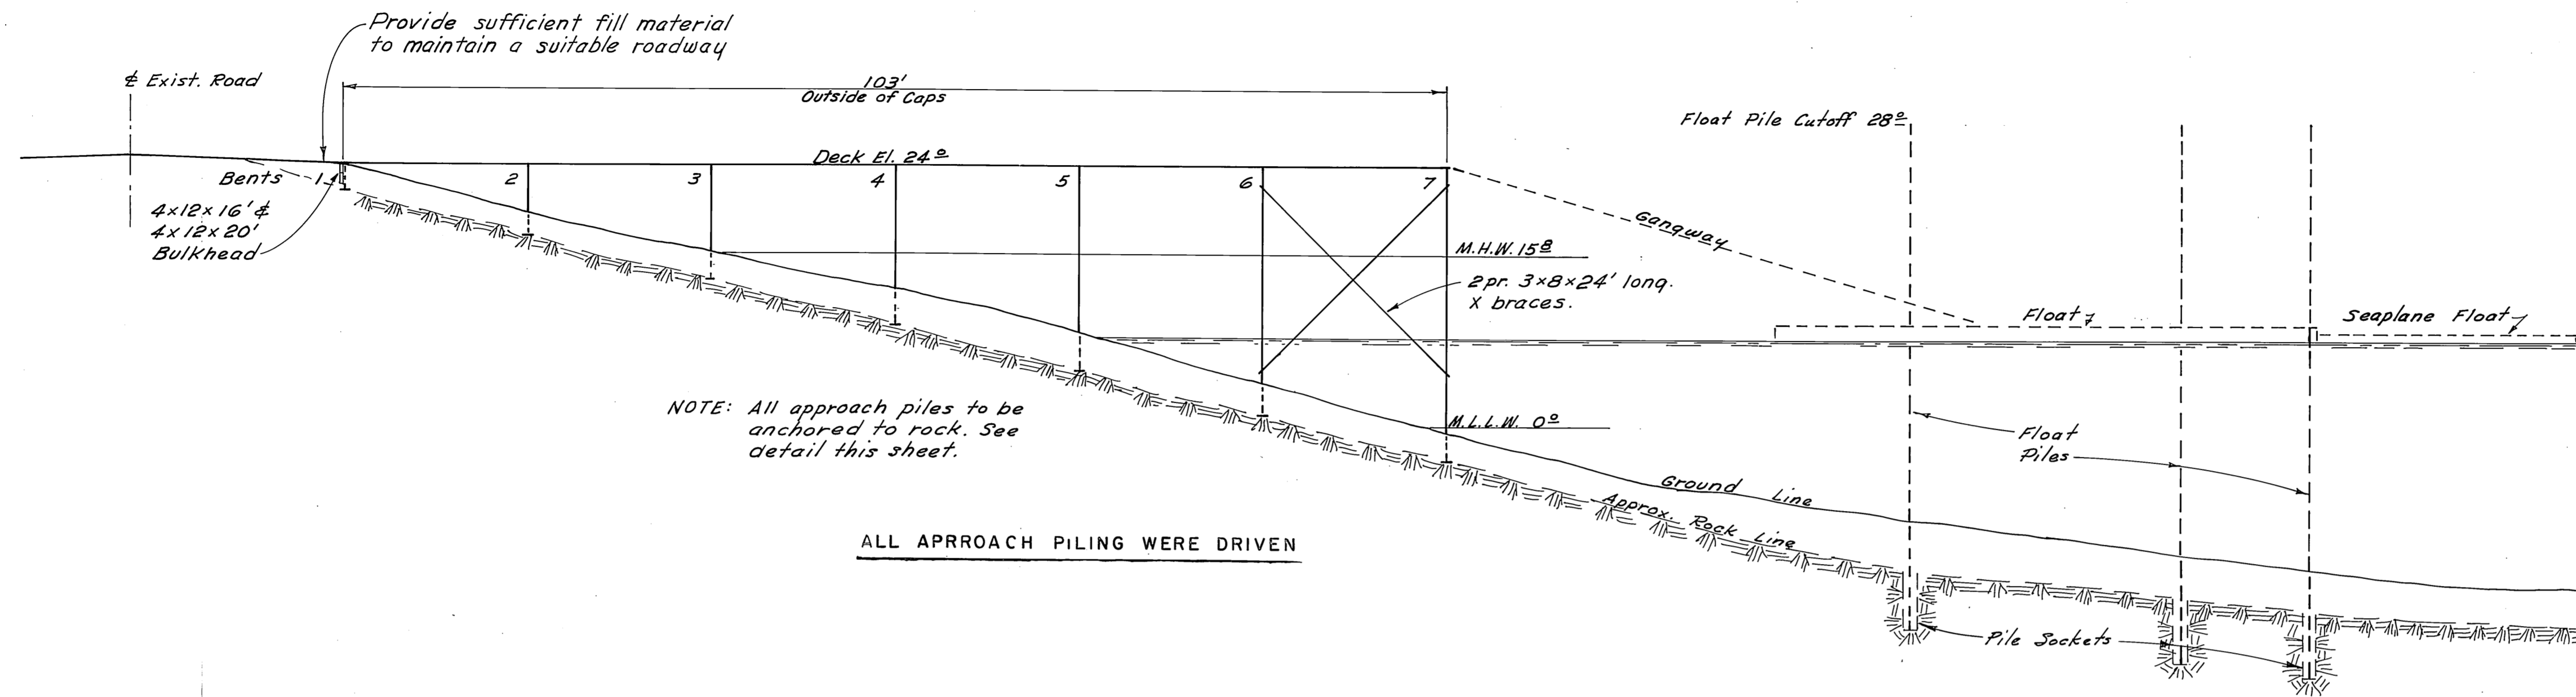 Provide sufficient fill material
to maintain a suitable roadway
℄ Exist. Road
103'
Outside of Caps
Float Pile Cutoff 28⁰
Deck El. 24⁰
Bents 1 2 3 4 5 6 7
4x12x16' &
4x12x20'
Bulkhead
Gangway
M.H.W. 15⁸
2pr. 3x8x24' long.
X braces.
Float
Seaplane Float
NOTE: All approach piles to be
anchored to rock. See
detail this sheet.
M.L.L.W. 0⁰
Float
Piles
Ground Line
Approx. Rock Line
ALL APRROACH PILING WERE DRIVEN
Pile Sockets